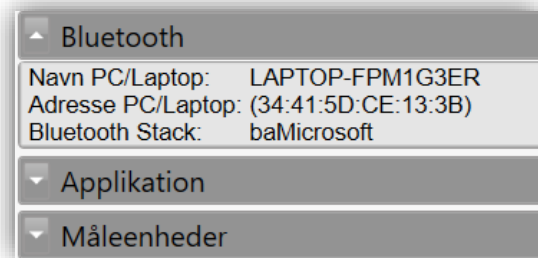 Bluetooth
Navn PC/Laptop: LAPTOP-FPM1G3ER
Adresse PC/Laptop: (34:41:5D:CE:13:3B)
Bluetooth Stack: baMicrosoft
Applikation
Måleenheder